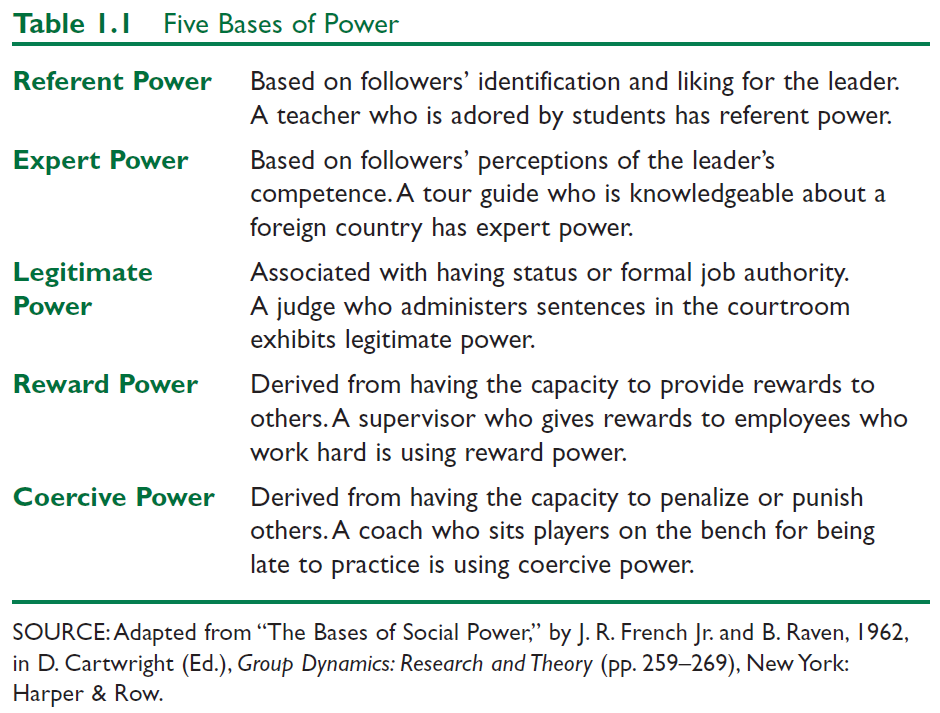 Table 1.1 Five Bases of Power
Referent Power Based on followers’ identification and liking for the leader.
A teacher who is adored by students has referent power.
Expert Power Based on followers’ perceptions of the leader’s
competence. A tour guide who is knowledgeable about a
foreign country has expert power.
Legitimate Associated with having status or formal job authority.
Power A judge who administers sentences in the courtroom
exhibits legitimate power.
Reward Power Derived from having the capacity to provide rewards to
others. A supervisor who gives rewards to employees who
work hard is using reward power.
Coercive Power Derived from having the capacity to penalize or punish
others. A coach who sits players on the bench for being
late to practice is using coercive power.
SOURCE: Adapted from “The Bases of Social Power,” by J. R. French Jr. and B. Raven, 1962,
in D. Cartwright (Ed.), Group Dynamics: Research and Theory (pp. 259–269), New York:
Harper & Row.